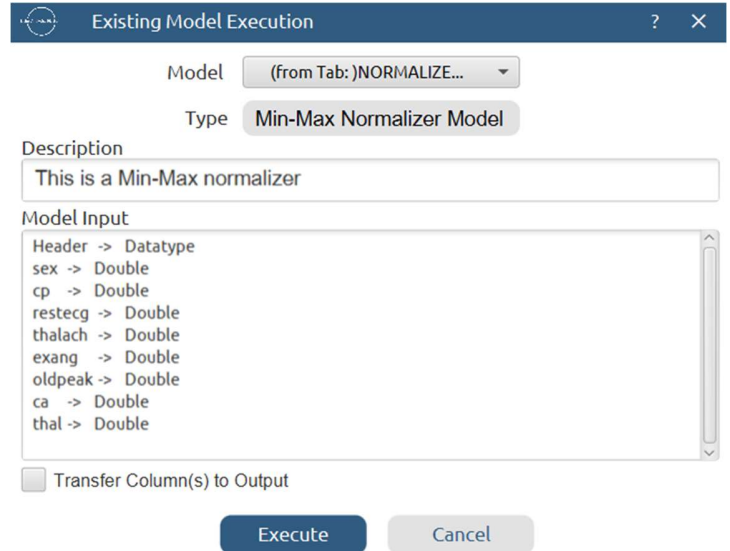 Existing Model Execution ? ×
Model (from Tab: )NORMALIZE...
Type Min-Max Normalizer Model
Description
This is a Min-Max normalizer
Model Input
Header -> Datatype
sex -> Double
cp -> Double
restecg -> Double
thalach -> Double
exang -> Double
oldpeak -> Double
ca -> Double
thal -> Double
Transfer Column(s) to Output
Execute Cancel